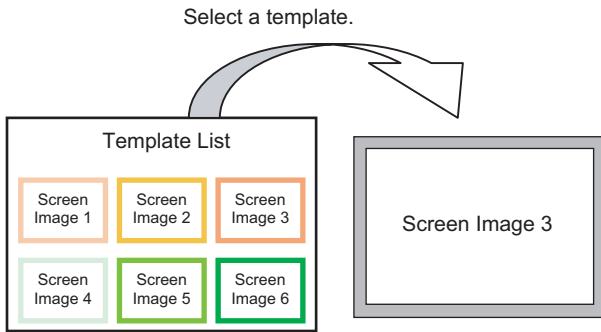 Select a template.
Template List
Screen
Image 1
Screen
Image 2
Screen
Image 3
Screen
Image 4
Screen
Image 5
Screen
Image 6
Screen Image 3